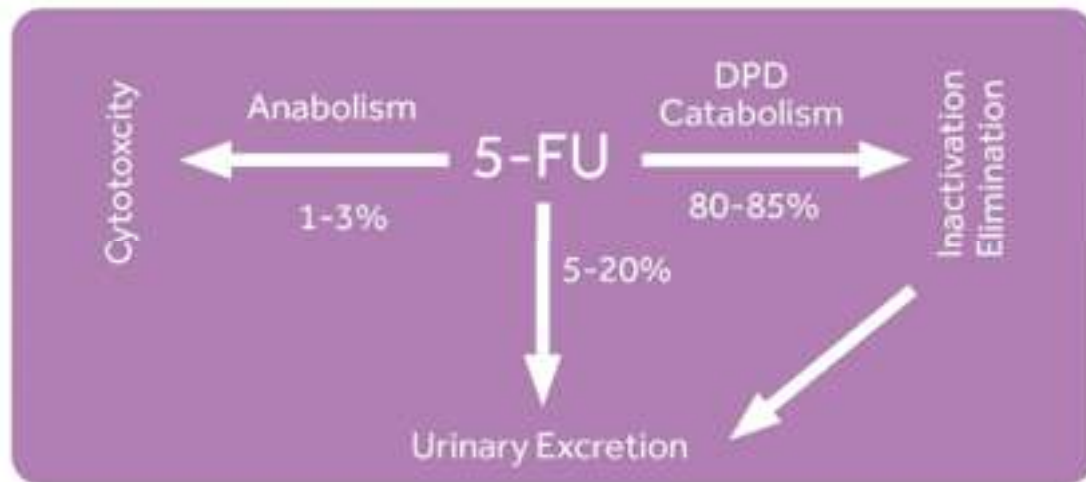 Cytotoxcity
Anabolism
1-3%
5-FU
DPD
Catabolism
80-85%
Inactivation
Elimination
5-20%
Urinary Excretion